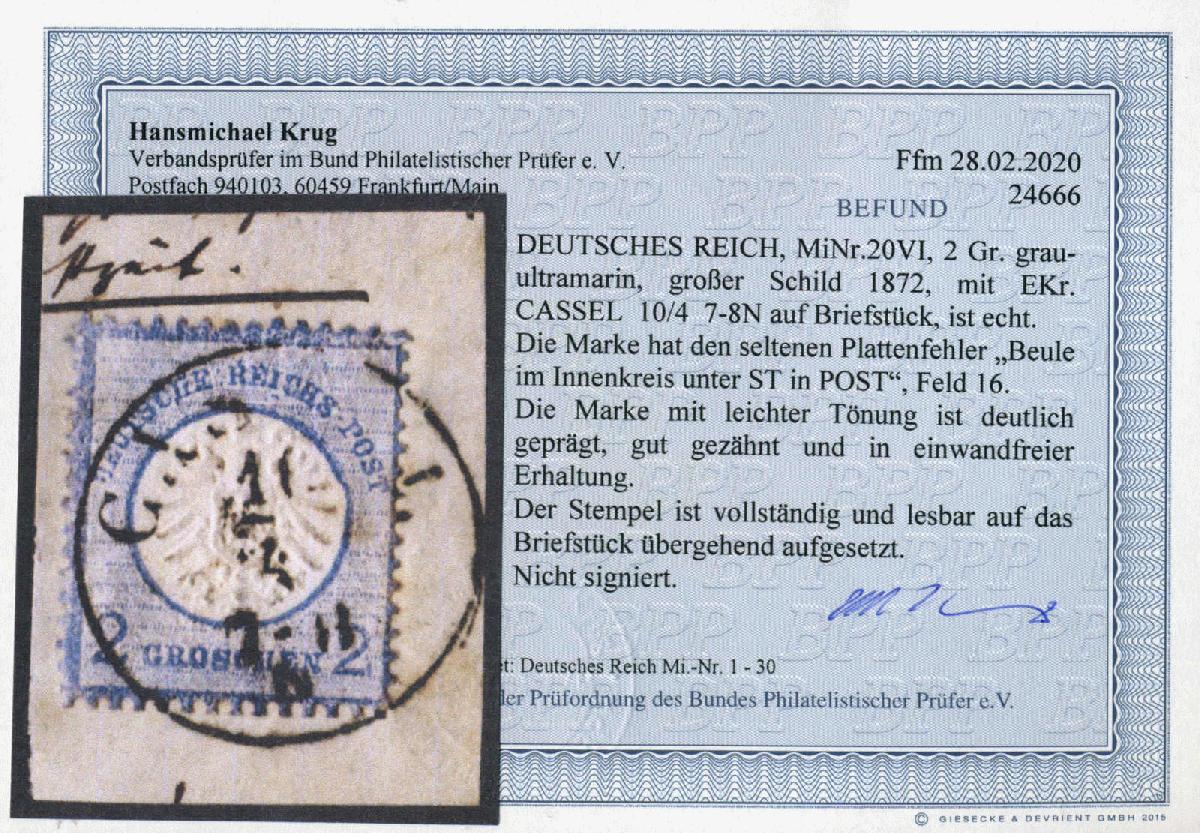 Hansmichael Krug
Verbandsprüfer im Bund Philatelistischer Prüfer e. V.
Postfach 940103, 60459 Frankfurt/Main
Ffm 28.02.2020
24666
BEFUND
DEUTSCHES REICH, MiNr.20VI, 2 Gr. grau-
ultramarin, großer Schild 1872, mit EKr.
CASSEL 10/4 7-8N auf Briefstück, ist echt.
Die Marke hat den seltenen Plattenfehler „Beule
im Innenkreis unter ST in POST“, Feld 16.
Die Marke mit leichter Tönung ist deutlich
geprägt, gut gezähnt und in einwandfreier
Erhaltung.
Der Stempel ist vollständig und lesbar auf das
Briefstück übergehend aufgesetzt.
Nicht signiert.
: Deutsches Reich Mi.-Nr. 1 - 30
der Prüfordnung des Bundes Philatelistischer Prüfer e.V.
© GIESECKE & DEVRIENT GMBH 2015
DEUTSCHE REICHS-POST
2 GROSCHEN 2
BPP